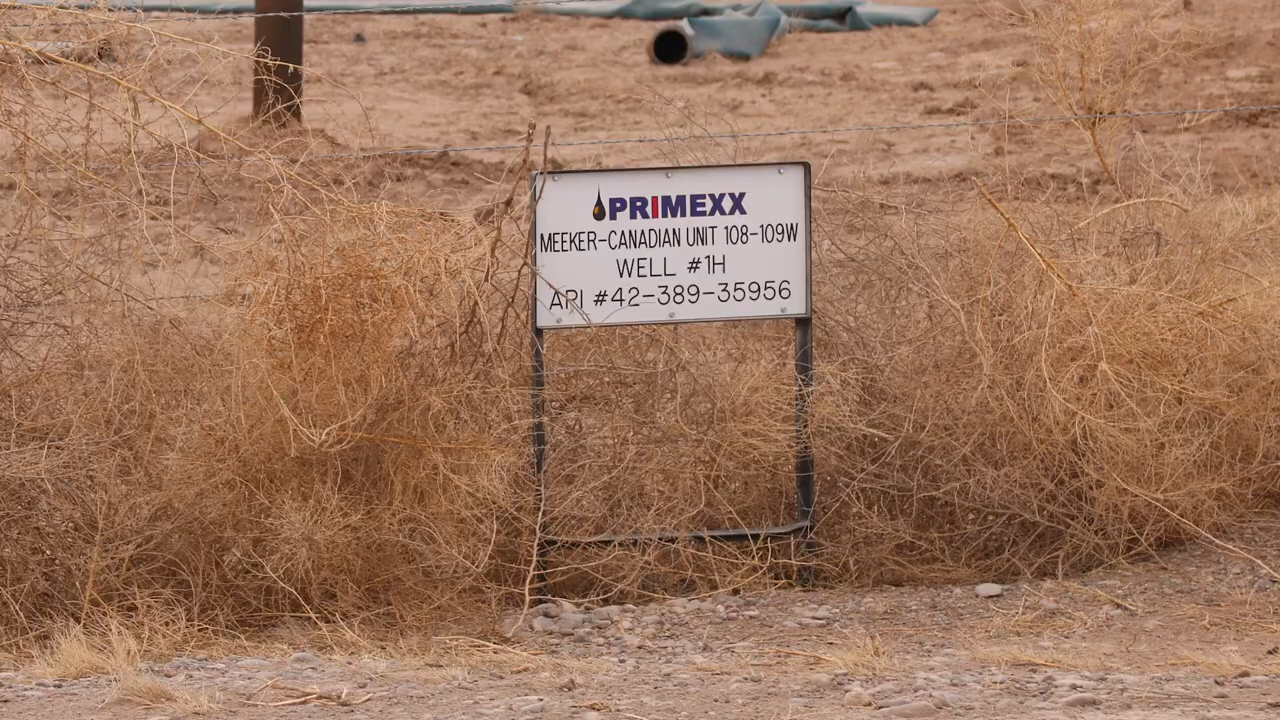 PRIMEXX
MEEKER-CANADIAN UNIT 108-109W
WELL #1H
API #42-389-35956